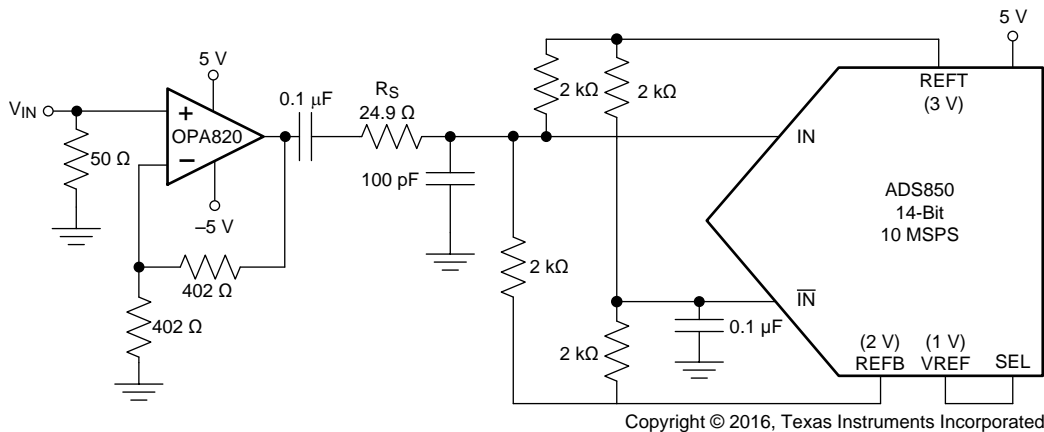 5 V
REFT
(3 V)
2 kΩ
2 kΩ
5 V
R_S
24.9 Ω
0.1 µF
V_IN
+
OPA820
−
IN
50 Ω
100 pF
ADS850
14-Bit
10 MSPS
–5 V
2 kΩ
402 Ω
IN̅
402 Ω
0.1 µF
2 kΩ
(2 V)
REFB
(1 V)
VREF
SEL
Copyright © 2016, Texas Instruments Incorporated